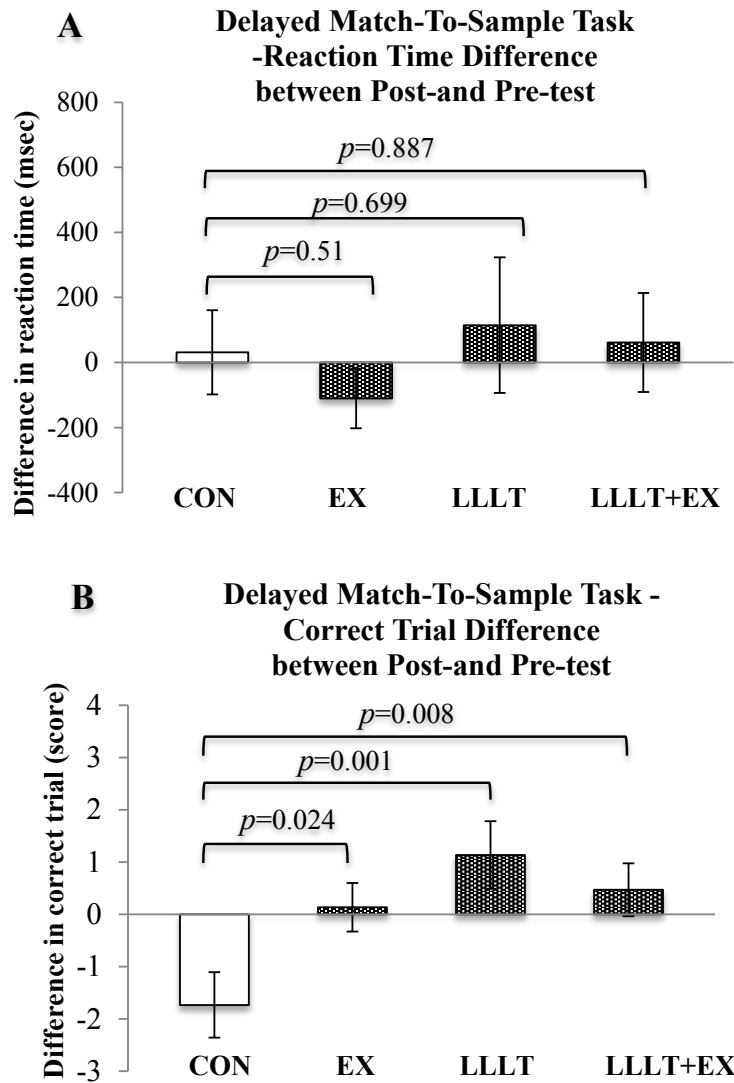 A
Delayed Match-To-Sample Task
-Reaction Time Difference
between Post-and Pre-test
Difference in reaction time (msec)
800
600
400
200
0
-200
-400
p=0.887
p=0.699
p=0.51
CON EX LLLT LLLT+EX
B
Delayed Match-To-Sample Task -
Correct Trial Difference
between Post-and Pre-test
Difference in correct trial (score)
4
3
2
1
0
-1
-2
-3
p=0.008
p=0.001
p=0.024
CON EX LLLT LLLT+EX